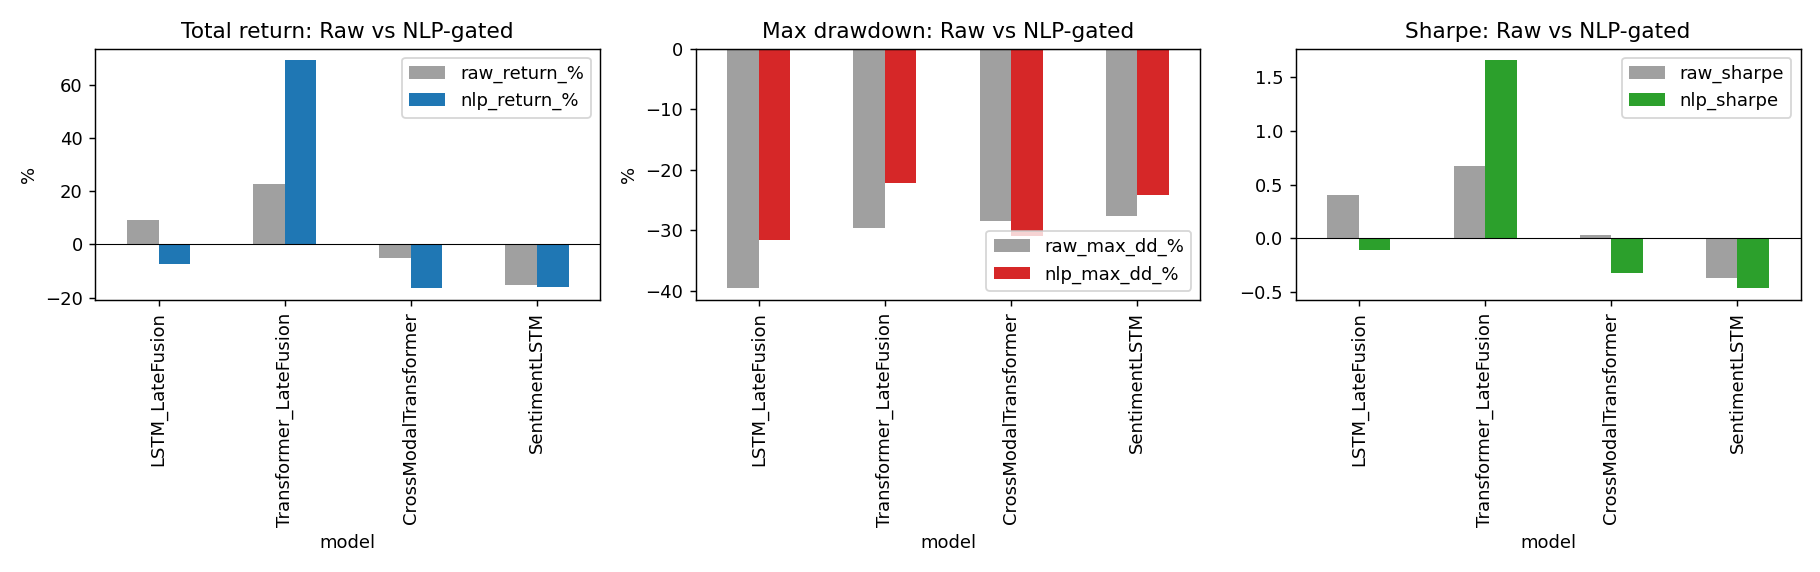 Total return: Raw vs NLP-gated
%
60
40
20
0
−20
raw_return_%
nlp_return_%
LSTM_LateFusion
Transformer_LateFusion
CrossModalTransformer
SentimentLSTM
model
Max drawdown: Raw vs NLP-gated
%
0
−10
−20
−30
−40
raw_max_dd_%
nlp_max_dd_%
LSTM_LateFusion
Transformer_LateFusion
CrossModalTransformer
SentimentLSTM
model
Sharpe: Raw vs NLP-gated
1.5
1.0
0.5
0.0
−0.5
raw_sharpe
nlp_sharpe
LSTM_LateFusion
Transformer_LateFusion
CrossModalTransformer
SentimentLSTM
model